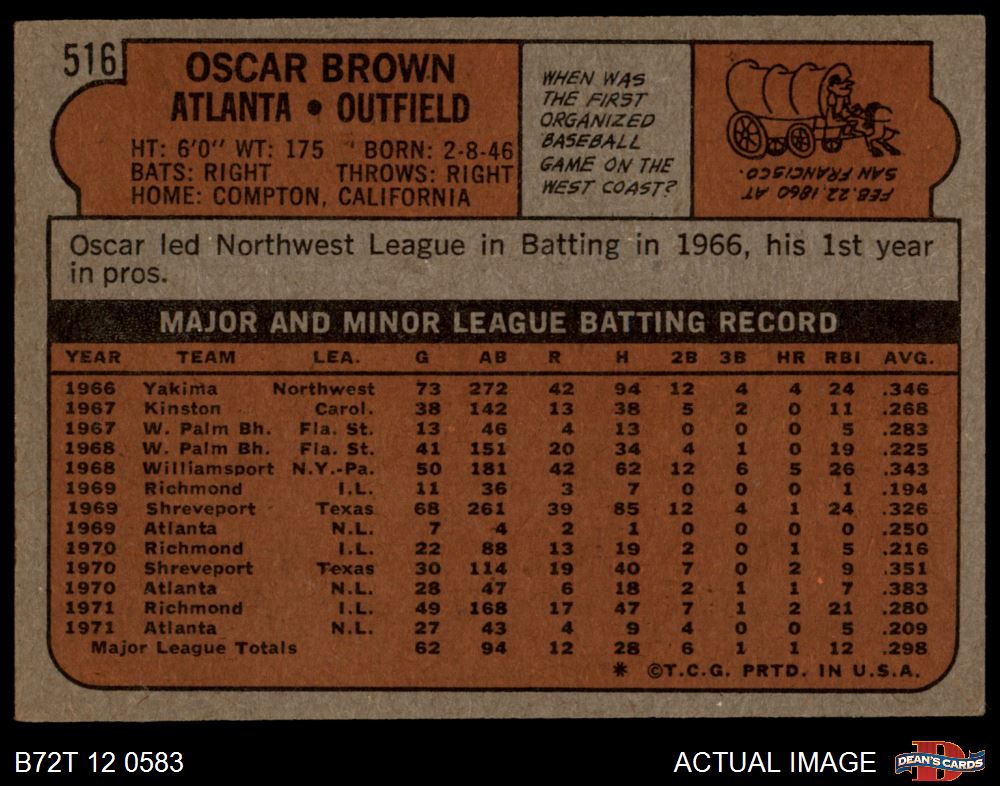 516
OSCAR BROWN
ATLANTA • OUTFIELD
HT: 6'0" WT: 175 BORN: 2-8-46
BATS: RIGHT THROWS: RIGHT
HOME: COMPTON, CALIFORNIA
WHEN WAS
THE FIRST
ORGANIZED
BASEBALL
GAME ON THE
WEST COAST?
FEB. 22, 1860 AT
SAN FRANCISCO.
Oscar led Northwest League in Batting in 1966, his 1st year
in pros.
MAJOR AND MINOR LEAGUE BATTING RECORD
YEAR TEAM LEA. G AB R H 2B 3B HR RBI AVG.
1966 Yakima Northwest 73 272 42 94 12 4 4 24 .346
1967 Kinston Carol. 38 142 13 38 5 2 0 11 .268
1967 W. Palm Bh. Fla. St. 13 46 4 13 0 0 0 5 .283
1968 W. Palm Bh. Fla. St. 41 151 20 34 4 1 0 19 .225
1968 Williamsport N.Y.-Pa. 50 181 42 62 12 6 5 26 .343
1969 Richmond I.L. 11 36 3 7 0 0 0 1 .194
1969 Shreveport Texas 68 261 39 85 12 4 1 24 .326
1969 Atlanta N.L. 7 4 2 1 0 0 0 0 .250
1970 Richmond I.L. 22 88 13 19 2 0 1 5 .216
1970 Shreveport Texas 30 114 19 40 7 0 2 9 .351
1970 Atlanta N.L. 28 47 6 18 2 1 1 7 .383
1971 Richmond I.L. 49 168 17 47 7 1 2 21 .280
1971 Atlanta N.L. 27 43 4 9 4 0 0 5 .209
Major League Totals 62 94 12 28 6 1 1 12 .298
* ©T.C.G. PRTD. IN U.S.A.
B72T 12 0583
ACTUAL IMAGE
DEAN'S CARDS